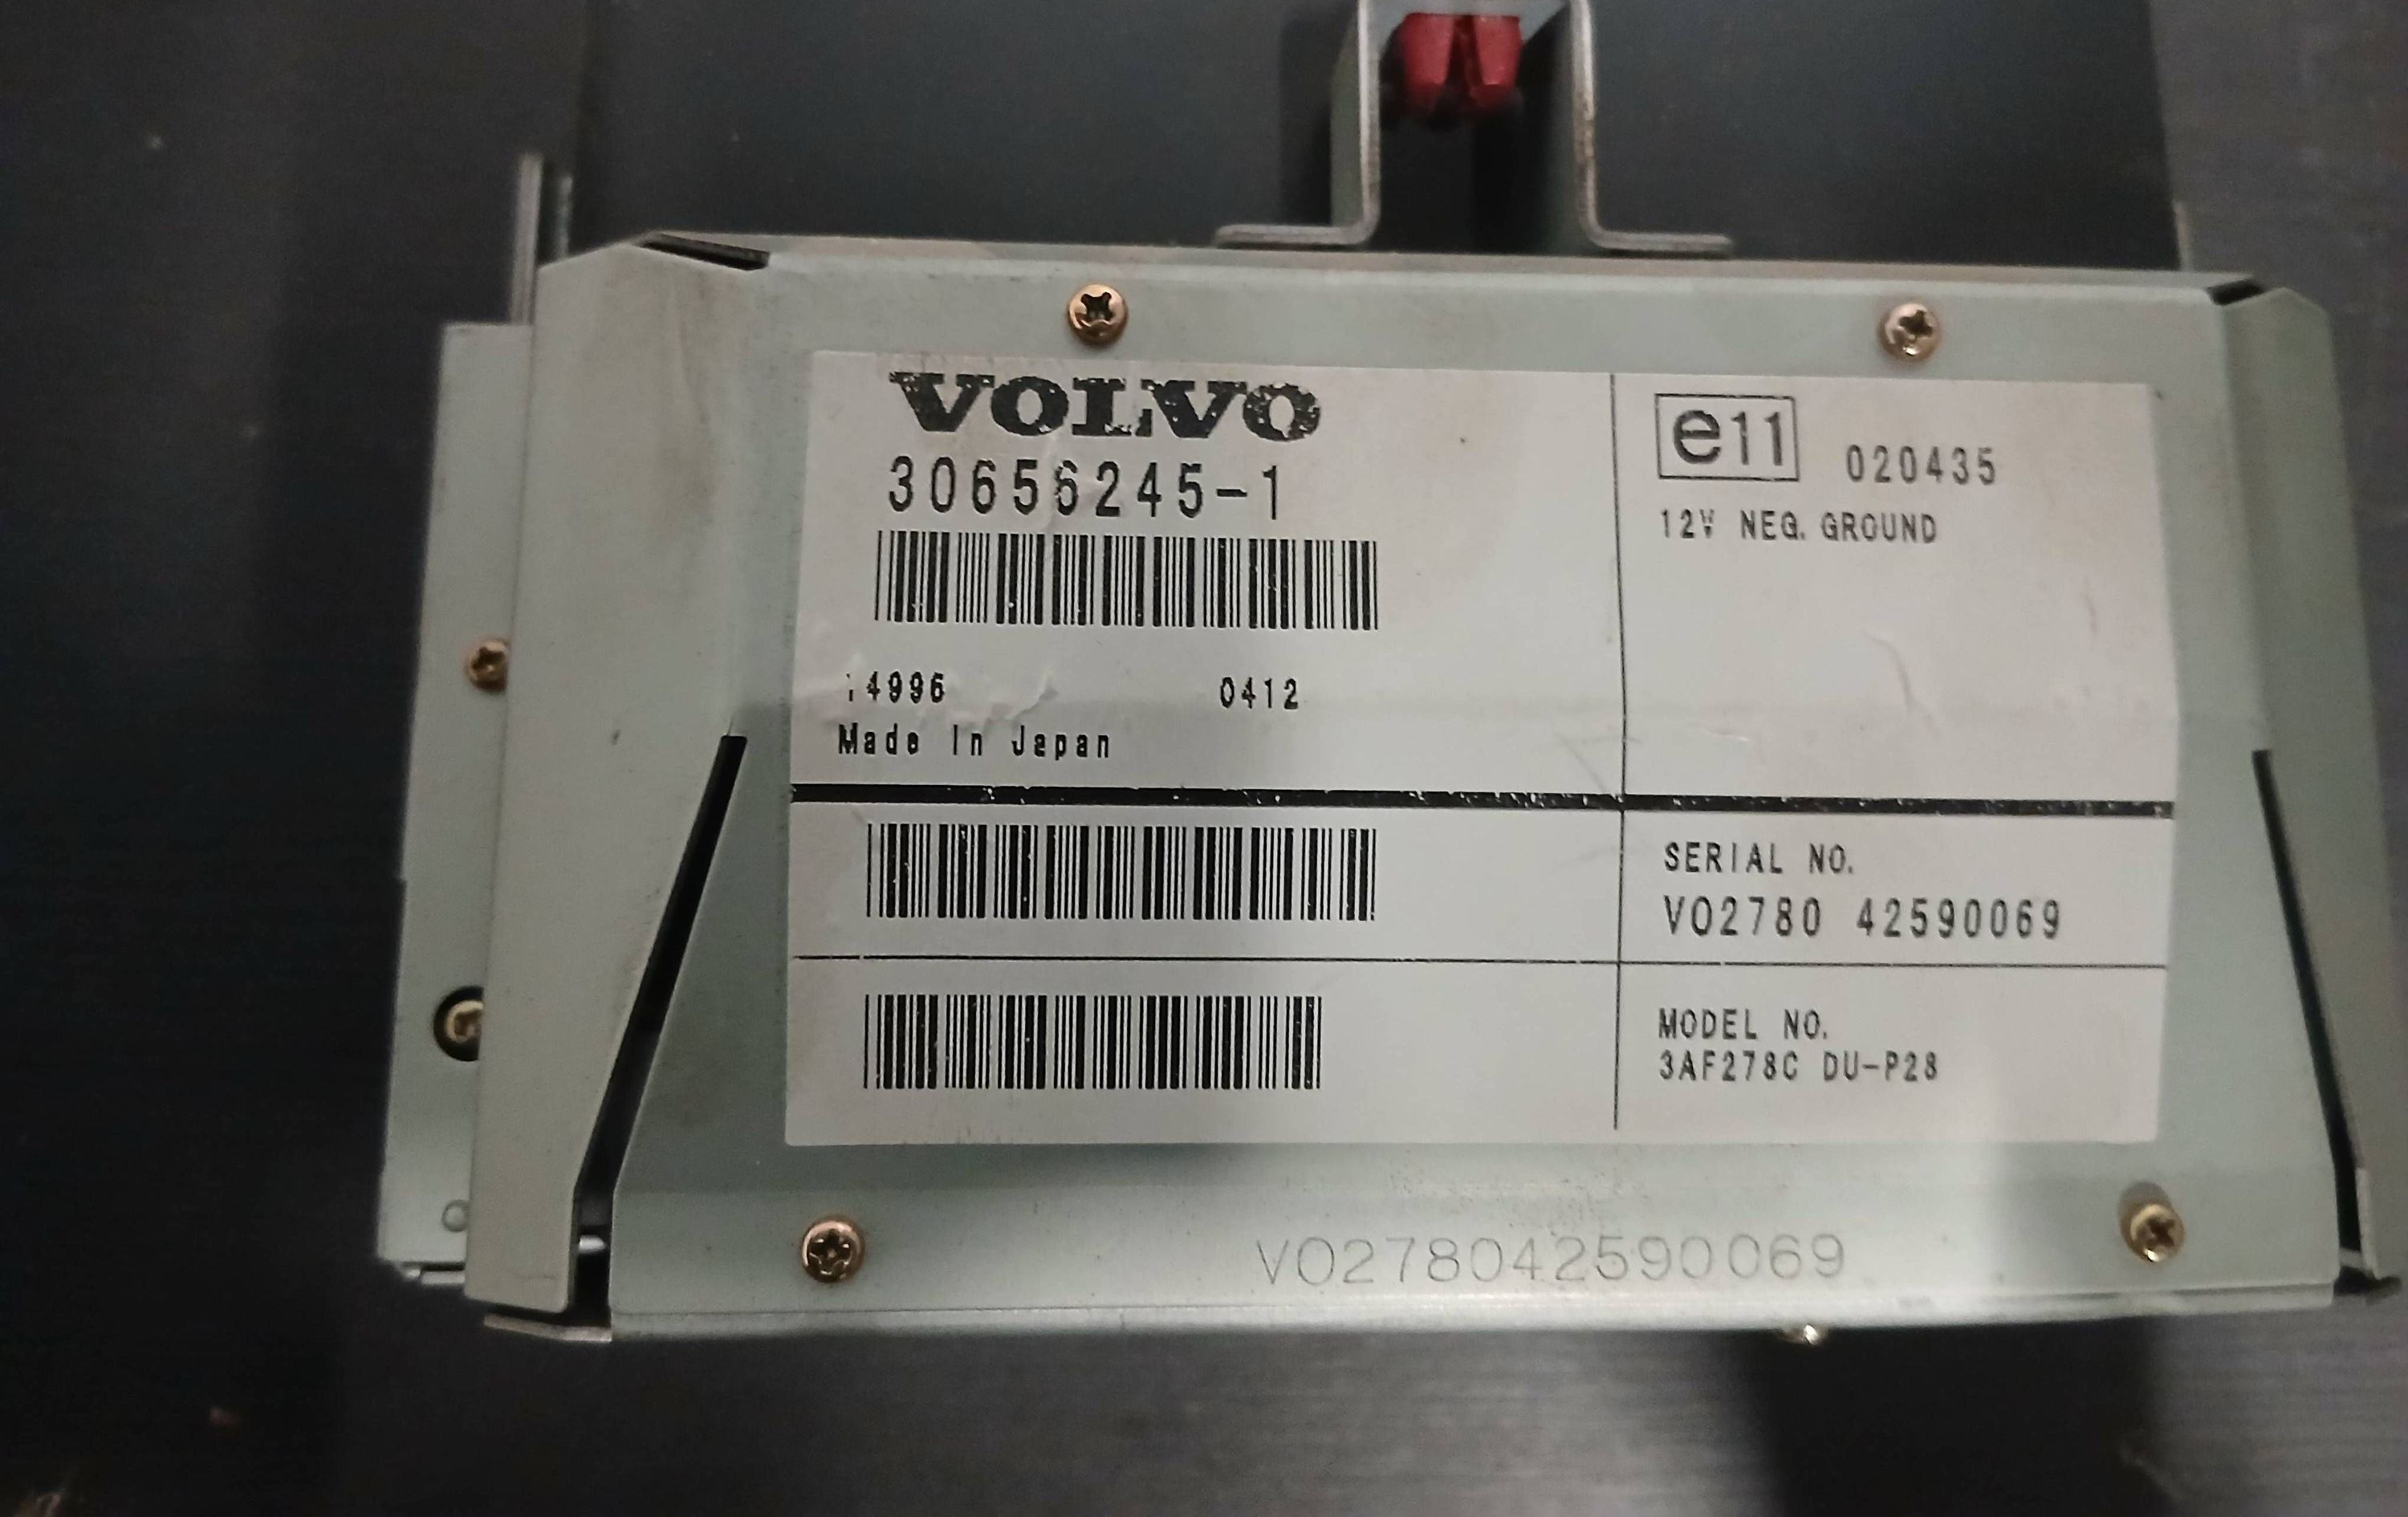 VOLVO
30656245-1
14996 0412
Made In Japan
e11 020435
12V NEG. GROUND
SERIAL NO.
VO2780 42590069
MODEL NO.
3AF278C DU-P28
VO278042590069